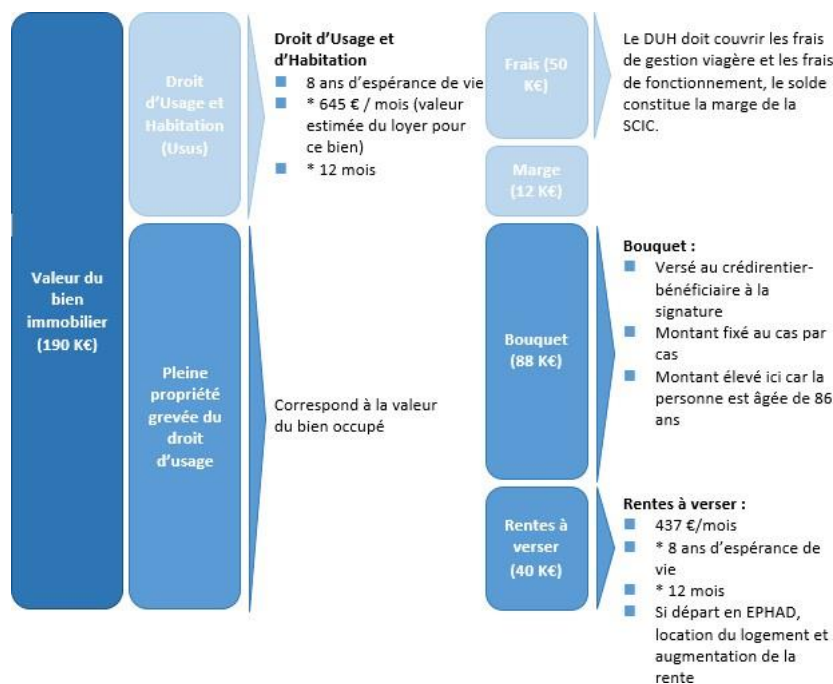 Valeur du
bien
immobilier
(190 K€)
Droit
d’Usage et
Habitation
(Usus)
Droit d’Usage et
d’Habitation
8 ans d’espérance de vie
* 645 € / mois (valeur
estimée du loyer pour
ce bien)
* 12 mois
Pleine
propriété
grevée du
droit
d’usage
Correspond à la valeur
du bien occupé
Frais (50
K€)
Le DUH doit couvrir les frais
de gestion viagère et les frais
de fonctionnement, le solde
constitue la marge de la
SCIC.
Marge
(12 K€)
Bouquet
(88 K€)
Bouquet :
Versé au crédirentier-
bénéficiaire à la
signature
Montant fixé au cas par
cas
Montant élevé ici car la
personne est âgée de 86
ans
Rentes à
verser
(40 K€)
Rentes à verser :
437 €/mois
* 8 ans d’espérance de
vie
* 12 mois
Si départ en EPHAD,
location du logement et
augmentation de la
rente